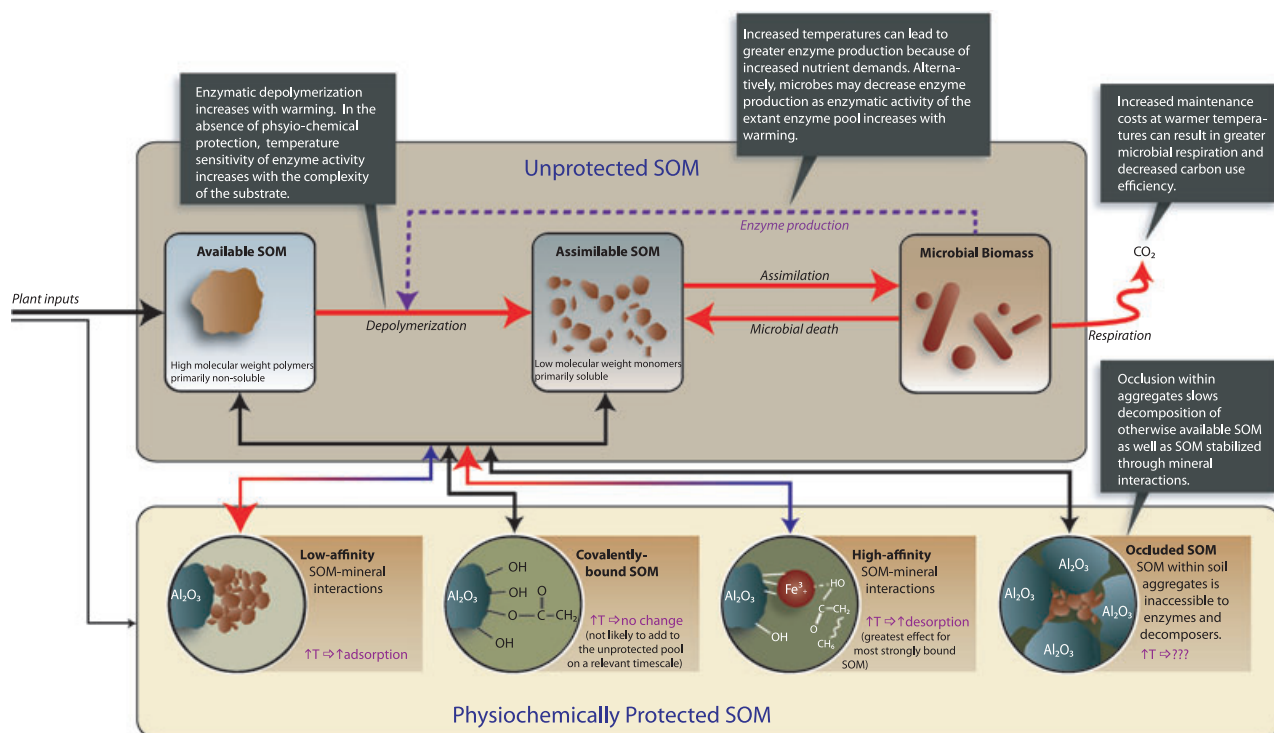 Increased temperatures can lead to
greater enzyme production because of
increased nutrient demands. Alterna-
tively, microbes may decrease enzyme
production as enzymatic activity of the
extant enzyme pool increases with
warming.
Enzymatic depolymerization
increases with warming.  In the
absence of phsyio-chemical
protection,  temperature
sensitivity of enzyme activity
increases with the complexity
of the substrate.
Increased maintenance
costs at warmer tempera-
tures can result in greater
microbial respiration and
decreased carbon use
efficiency.
Unprotected SOM
Enzyme production
Plant inputs
Available SOM
High molecular weight polymers
primarily non-soluble
Depolymerization
Assimilable SOM
Low molecular weight monomers
primarily soluble
Assimilation
Microbial death
Microbial Biomass
CO₂
Respiration
Occlusion within
aggregates slows
decomposition of
otherwise available SOM
as well as SOM stabilized
through mineral
interactions.
Al₂O₃
Low-affinity
SOM-mineral
interactions
↑T ⇨↑adsorption
Al₂O₃
OH
OH
O
O—C—CH₂
OH
Covalently-
bound SOM
↑T ⇨no change
(not likely to add to
the unprotected pool
on a relevant timescale)
Al₂O₃
Fe³₊
HO
C—CH₂
O
CH₆
OH
High-affinity
SOM-mineral
interactions
↑T ⇨↑desorption
(greatest effect for
most strongly bound
SOM)
Al₂O₃
Al₂O₃
Al₂O₃
Al₂O₃
Occluded SOM
SOM within soil
aggregates is
inaccessible to
enzymes and
decomposers.
↑T ⇨???
Physiochemically Protected SOM